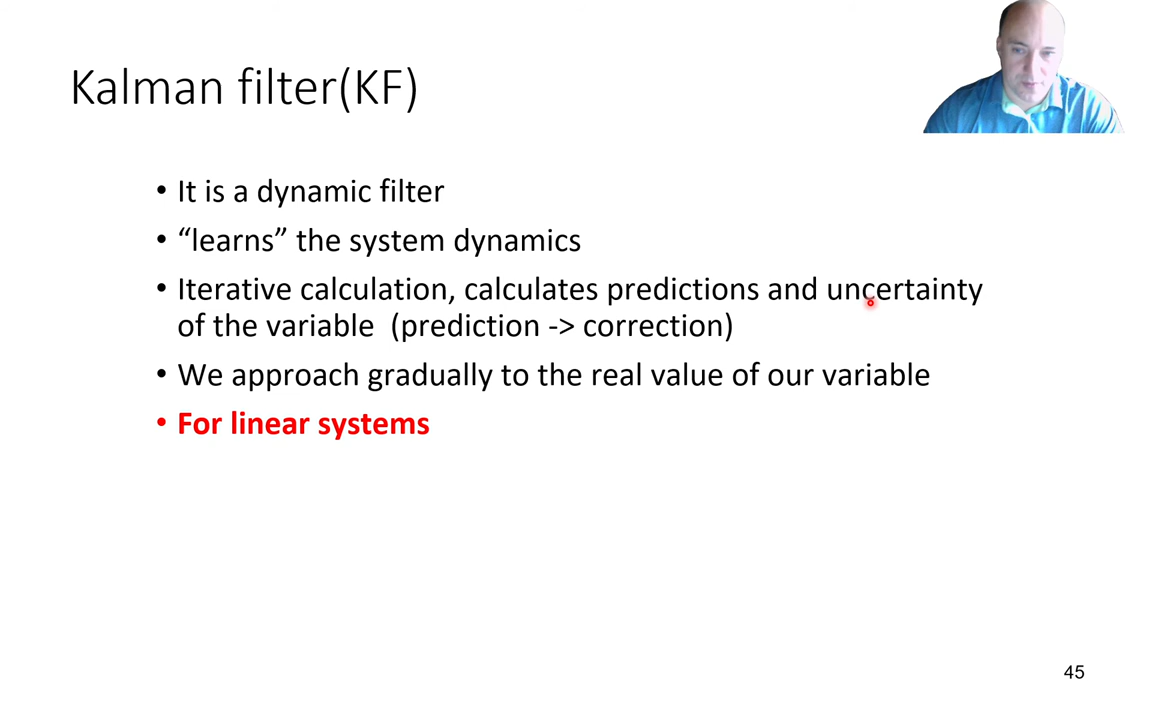 Kalman filter(KF)
• It is a dynamic filter
• “learns” the system dynamics
• Iterative calculation, calculates predictions and uncertainty
of the variable  (prediction -> correction)
• We approach gradually to the real value of our variable
• For linear systems
45